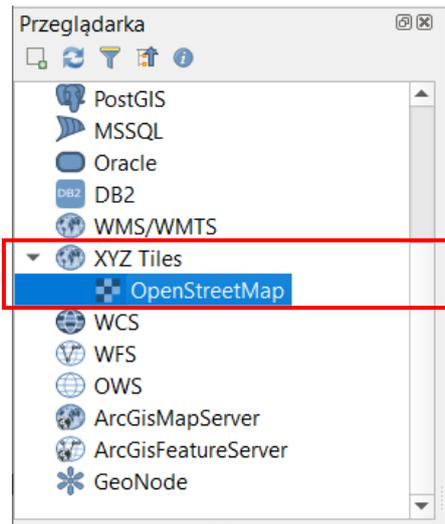 Przeglądarka
PostGIS
MSSQL
Oracle
DB2 DB2
WMS/WMTS
XYZ Tiles
OpenStreetMap
WCS
WFS
OWS
ArcGisMapServer
ArcGisFeatureServer
GeoNode